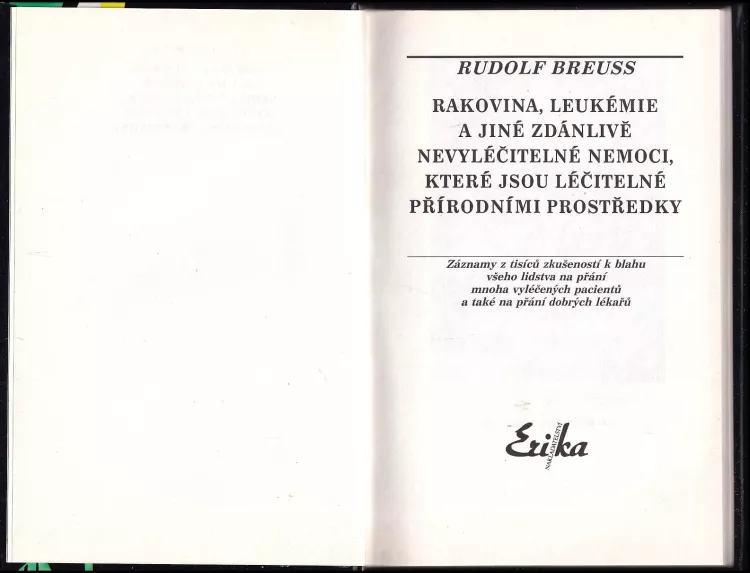 RUDOLF BREUSS
RAKOVINA, LEUKÉMIE
A JINÉ ZDÁNLIVĚ
NEVYLÉČITELNÉ NEMOCI,
KTERÉ JSOU LÉČITELNÉ
PŘÍRODNÍMI PROSTŘEDKY
Záznamy z tisíců zkušeností k blahu
všeho lidstva na přání
mnoha vyléčených pacientů
a také na přání dobrých lékařů
Erika
NAKLADATELSTVÍ